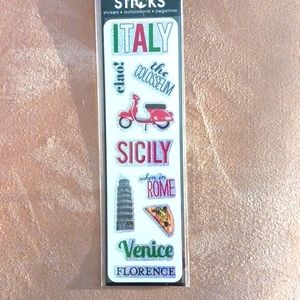 STICKS
stickers • autocollants • pegatinas
ITALY
ciao!
the
COLOSSEUM
SICILY
when in
ROME
Venice
FLORENCE